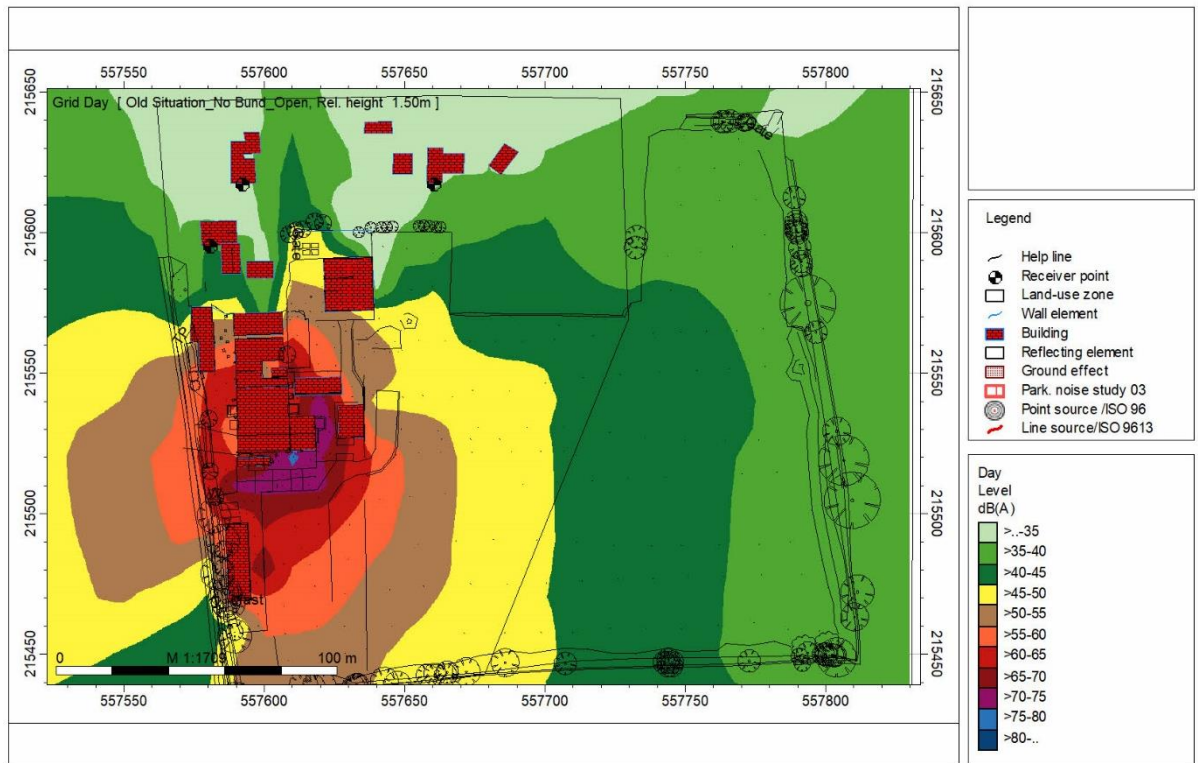 557550 557600 557650 557700 557750 557800
215650
215650
Grid Day [ Old Situation_No Bund_Open, Rel. height 1.50m ]
215600
215600
215550
215550
215500
215500
215450
215450
0 M 1:1709 100 m
557550 557600 557650 557700 557750 557800
Legend
Help line
Receiver point
Land-use zone
Wall element
Building
Reflecting element
Ground effect
Park. noise study 03
Point source /ISO 96
Line source/ISO 9613
Day
Level
dB(A)
>..-35
>35-40
>40-45
>45-50
>50-55
>55-60
>60-65
>65-70
>70-75
>75-80
>80-..